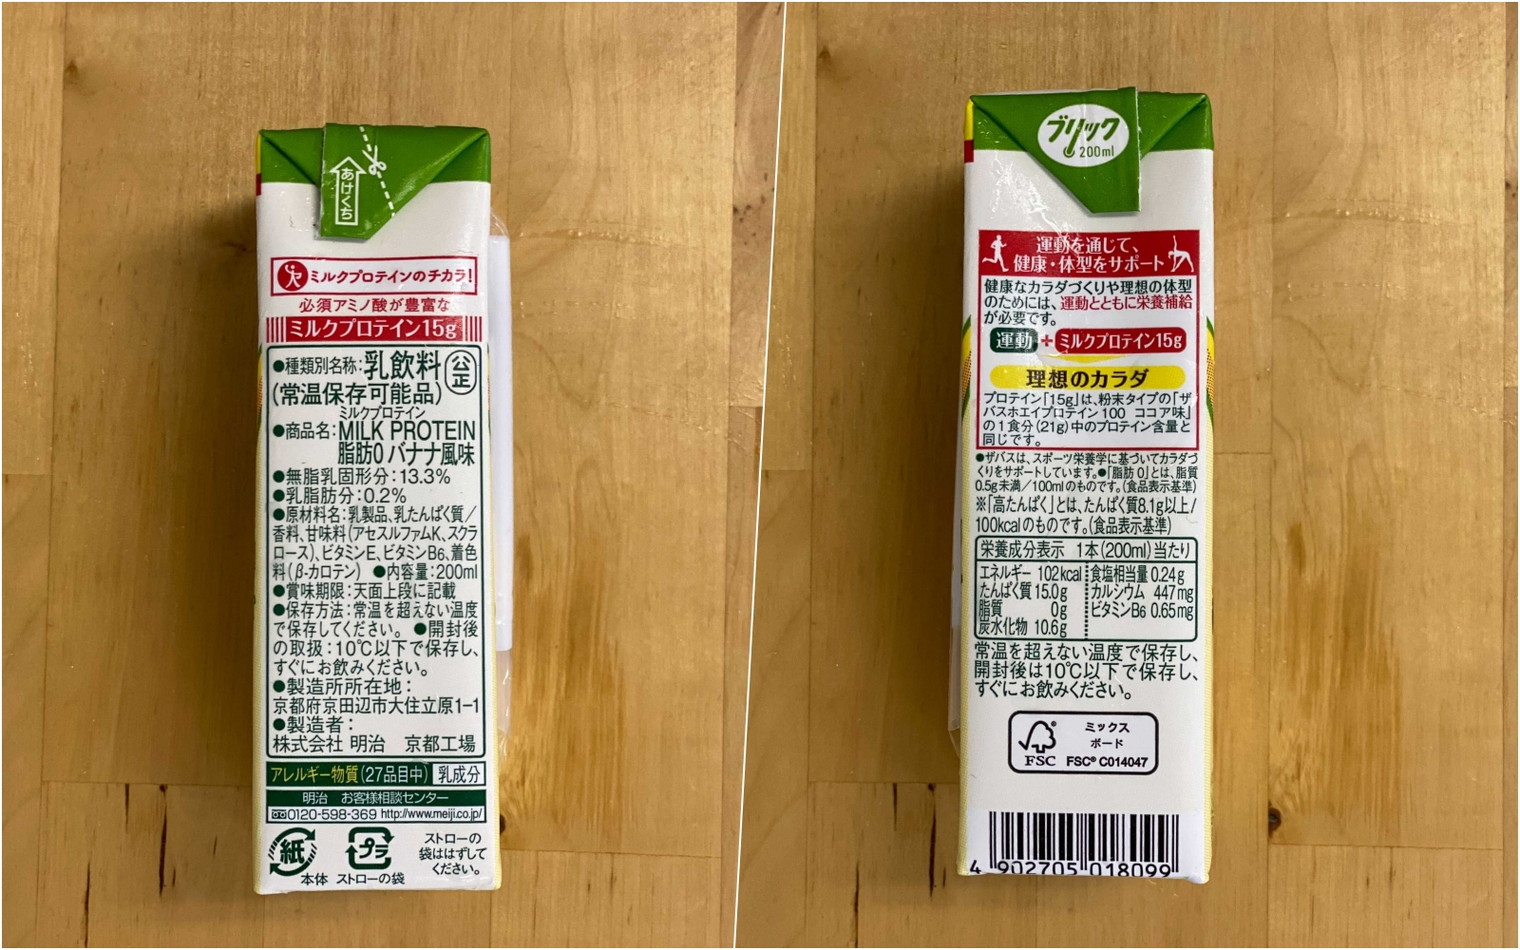 あけくち
ミルクプロテインのチカラ!
必須アミノ酸が豊富な
ミルクプロテイン15g
●種類別名称:乳飲料 公正
(常温保存可能品)
ミルクプロテイン
●商品名:MILK PROTEIN
脂肪0 バナナ風味
●無脂乳固形分:13.3%
●乳脂肪分:0.2%
●原材料名:乳製品、乳たんぱく質/
香料、甘味料(アセスルファムK、スクラ
ロース)、ビタミンE、ビタミンB6、着色
料(β-カロテン) ●内容量:200ml
●賞味期限:天面上段に記載
●保存方法:常温を超えない温度
で保存してください。 ●開封後
の取扱:10℃以下で保存し、
すぐにお飲みください。
●製造所所在地:
京都府京田辺市大住立原1-1
●製造者:
株式会社 明治 京都工場
アレルギー物質(27品目中) 乳成分
明治 お客様相談センター
0120-598-369 http://www.meiji.co.jp/
紙
本体
プラ
ストローの袋
ストローの
袋ははずして
ください。
ブリック
200ml
運動を通じて、
健康・体型をサポート
健康なカラダづくりや理想の体型
のためには、運動とともに栄養補給
が必要です。
運動+ミルクプロテイン15g
理想のカラダ
プロテイン「15g」は、粉末タイプの「ザ
バスホエイプロテイン100 ココア味」
の1食分(21g)中のプロテイン含量と
同じです。
●ザバスは、スポーツ栄養学に基づいてカラダづ
くりをサポートしています。●「脂肪0」とは、脂質
0.5g未満/100mlのものです。(食品表示基準)
※「高たんぱく」とは、たんぱく質8.1g以上/
100kcalのものです。(食品表示基準)
栄養成分表示 1本(200ml)当たり
エネルギー 102kcal 食塩相当量 0.24g
たんぱく質 15.0g カルシウム 447mg
脂質 0g ビタミンB6 0.65mg
炭水化物 10.6g
常温を超えない温度で保存し、
開封後は10℃以下で保存し、
すぐにお飲みください。
ミックス
ボード
FSC FSC® C014047
4 902705 018099